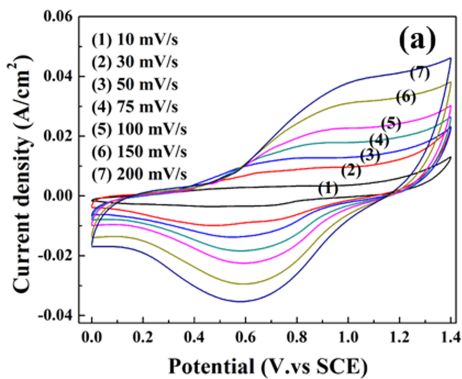 (a)
(1) 10 mV/s
(2) 30 mV/s
(3) 50 mV/s
(4) 75 mV/s
(5) 100 mV/s
(6) 150 mV/s
(7) 200 mV/s
(7)
(6)
(5)
(4)
(3)
(2)
(1)
0.06
0.04
0.02
0.00
-0.02
-0.04
Current density (A/cm²)
0.0 0.2 0.4 0.6 0.8 1.0 1.2 1.4
Potential (V.vs SCE)